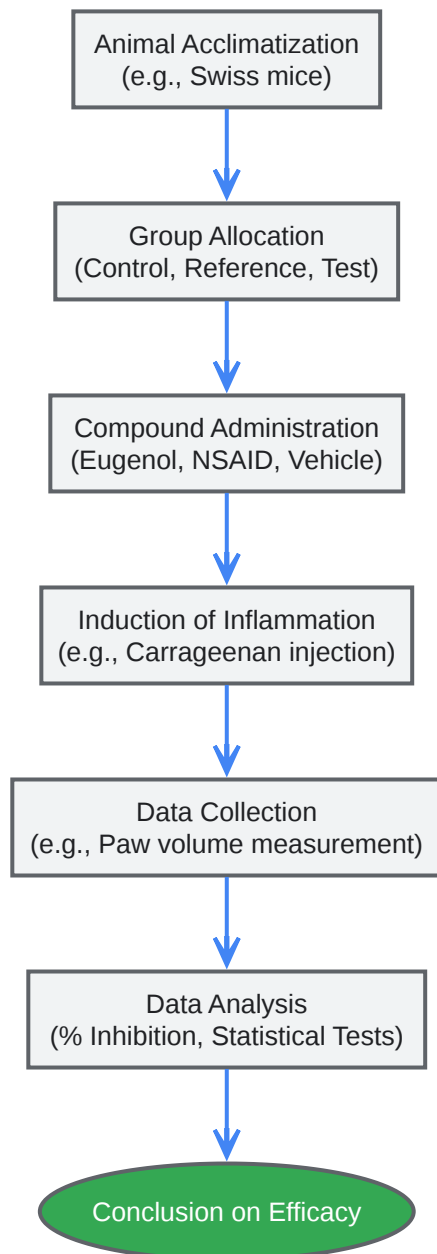 Animal Acclimatization
(e.g., Swiss mice)
Group Allocation
(Control, Reference, Test)
Compound Administration
(Eugenol, NSAID, Vehicle)
Induction of Inflammation
(e.g., Carrageenan injection)
Data Collection
(e.g., Paw volume measurement)
Data Analysis
(% Inhibition, Statistical Tests)
Conclusion on Efficacy